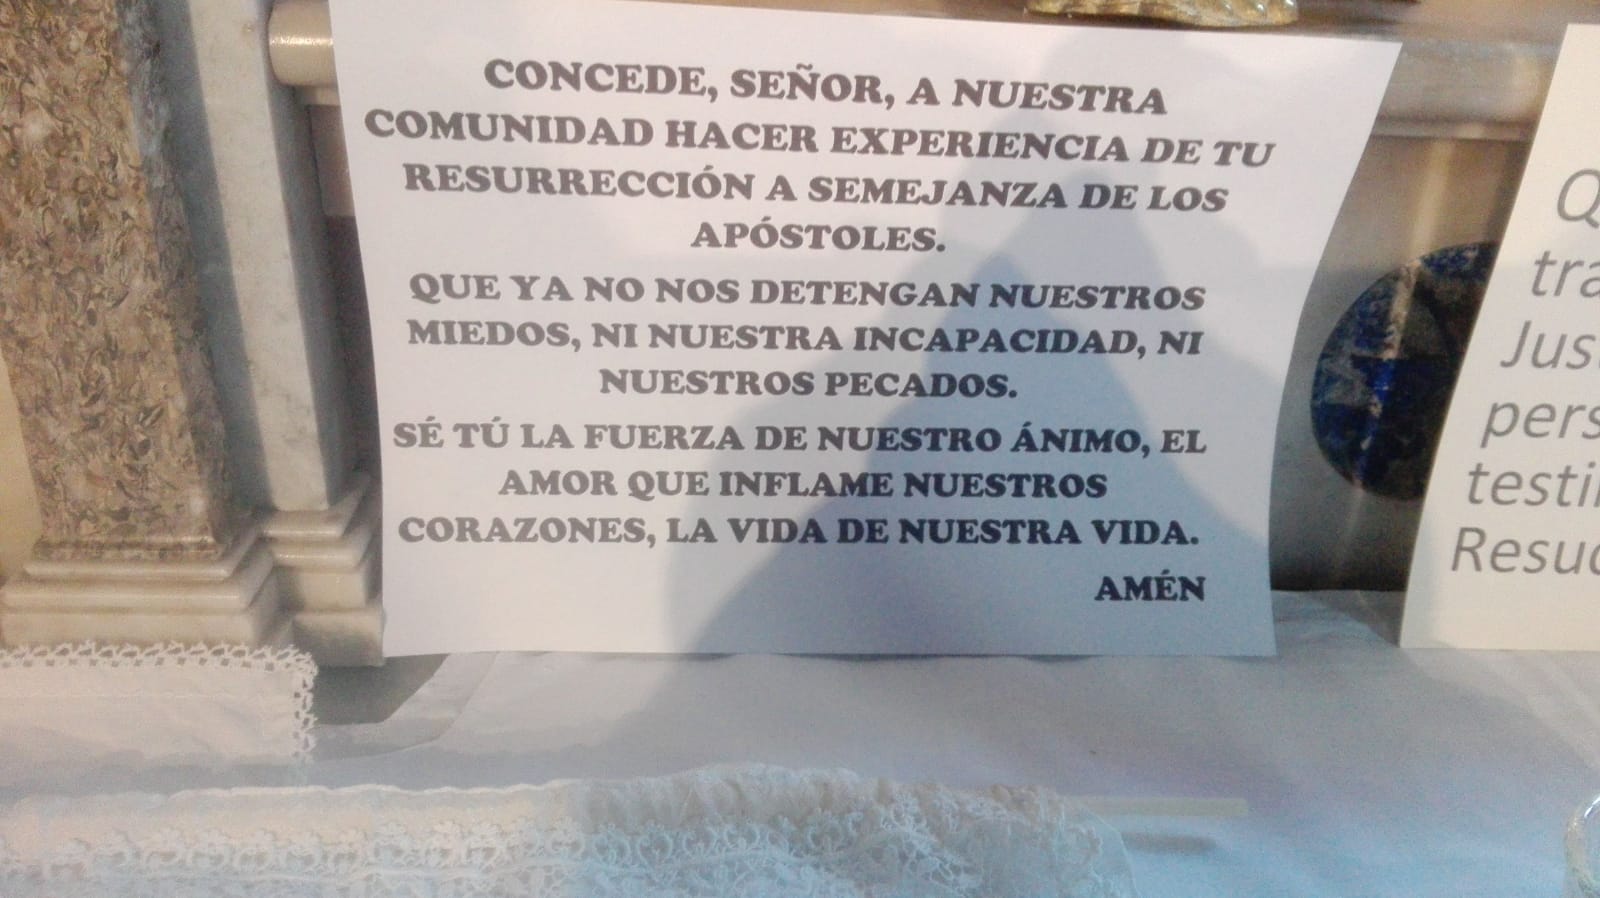 CONCEDE, SEÑOR, A NUESTRA
COMUNIDAD HACER EXPERIENCIA DE TU
RESURRECCIÓN A SEMEJANZA DE LOS
APÓSTOLES.
QUE YA NO NOS DETENGAN NUESTROS
MIEDOS, NI NUESTRA INCAPACIDAD, NI
NUESTROS PECADOS.
SÉ TÚ LA FUERZA DE NUESTRO ÁNIMO, EL
AMOR QUE INFLAME NUESTROS
CORAZONES, LA VIDA DE NUESTRA VIDA.
AMÉN